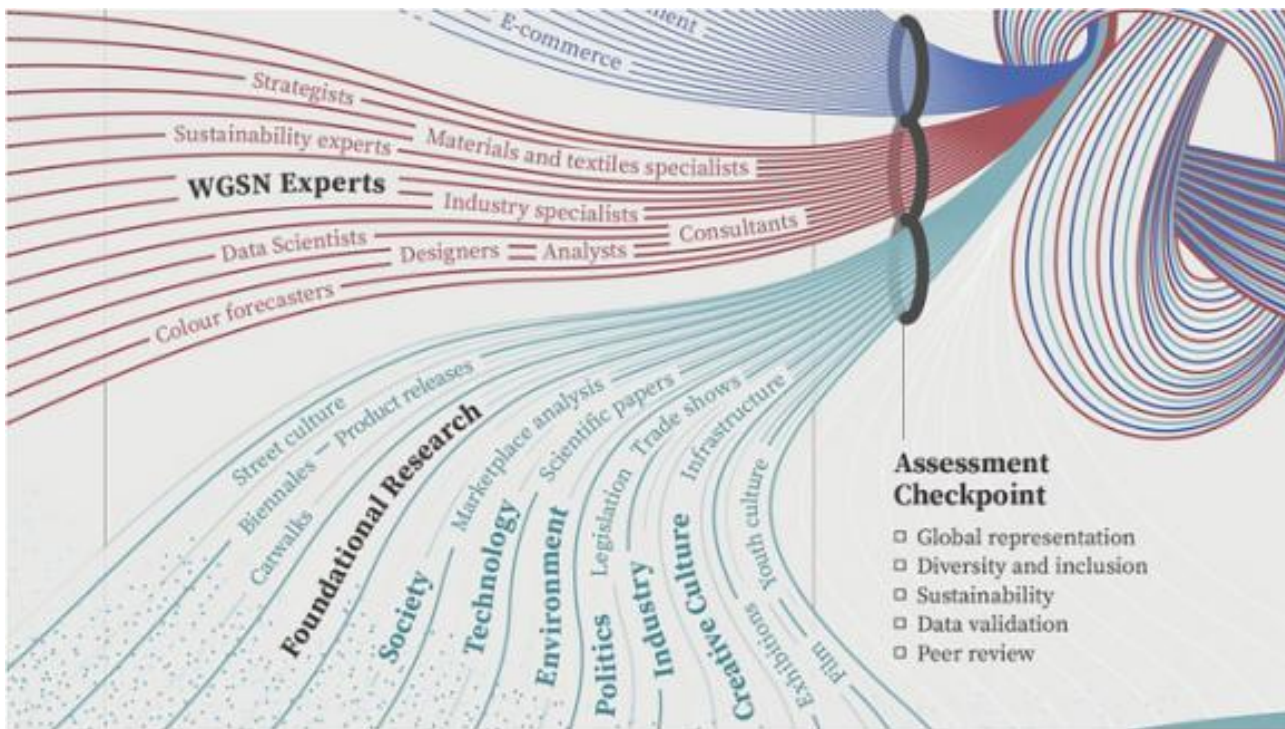 E-commerce
Strategists
Materials and textiles specialists
Sustainability experts
WGSN Experts
Industry specialists
Consultants
Data Scientists
Designers
Analysts
Colour forecasters
Street culture
Product releases
Biennales
Catwalks
Foundational Research
Marketplace analysis
Scientific papers
Trade shows
Infrastructure
Legislation
Youth culture
Society
Technology
Environment
Politics
Industry
Creative Culture
Exhibitions
Film
Assessment
Checkpoint
Global representation
Diversity and inclusion
Sustainability
Data validation
Peer review